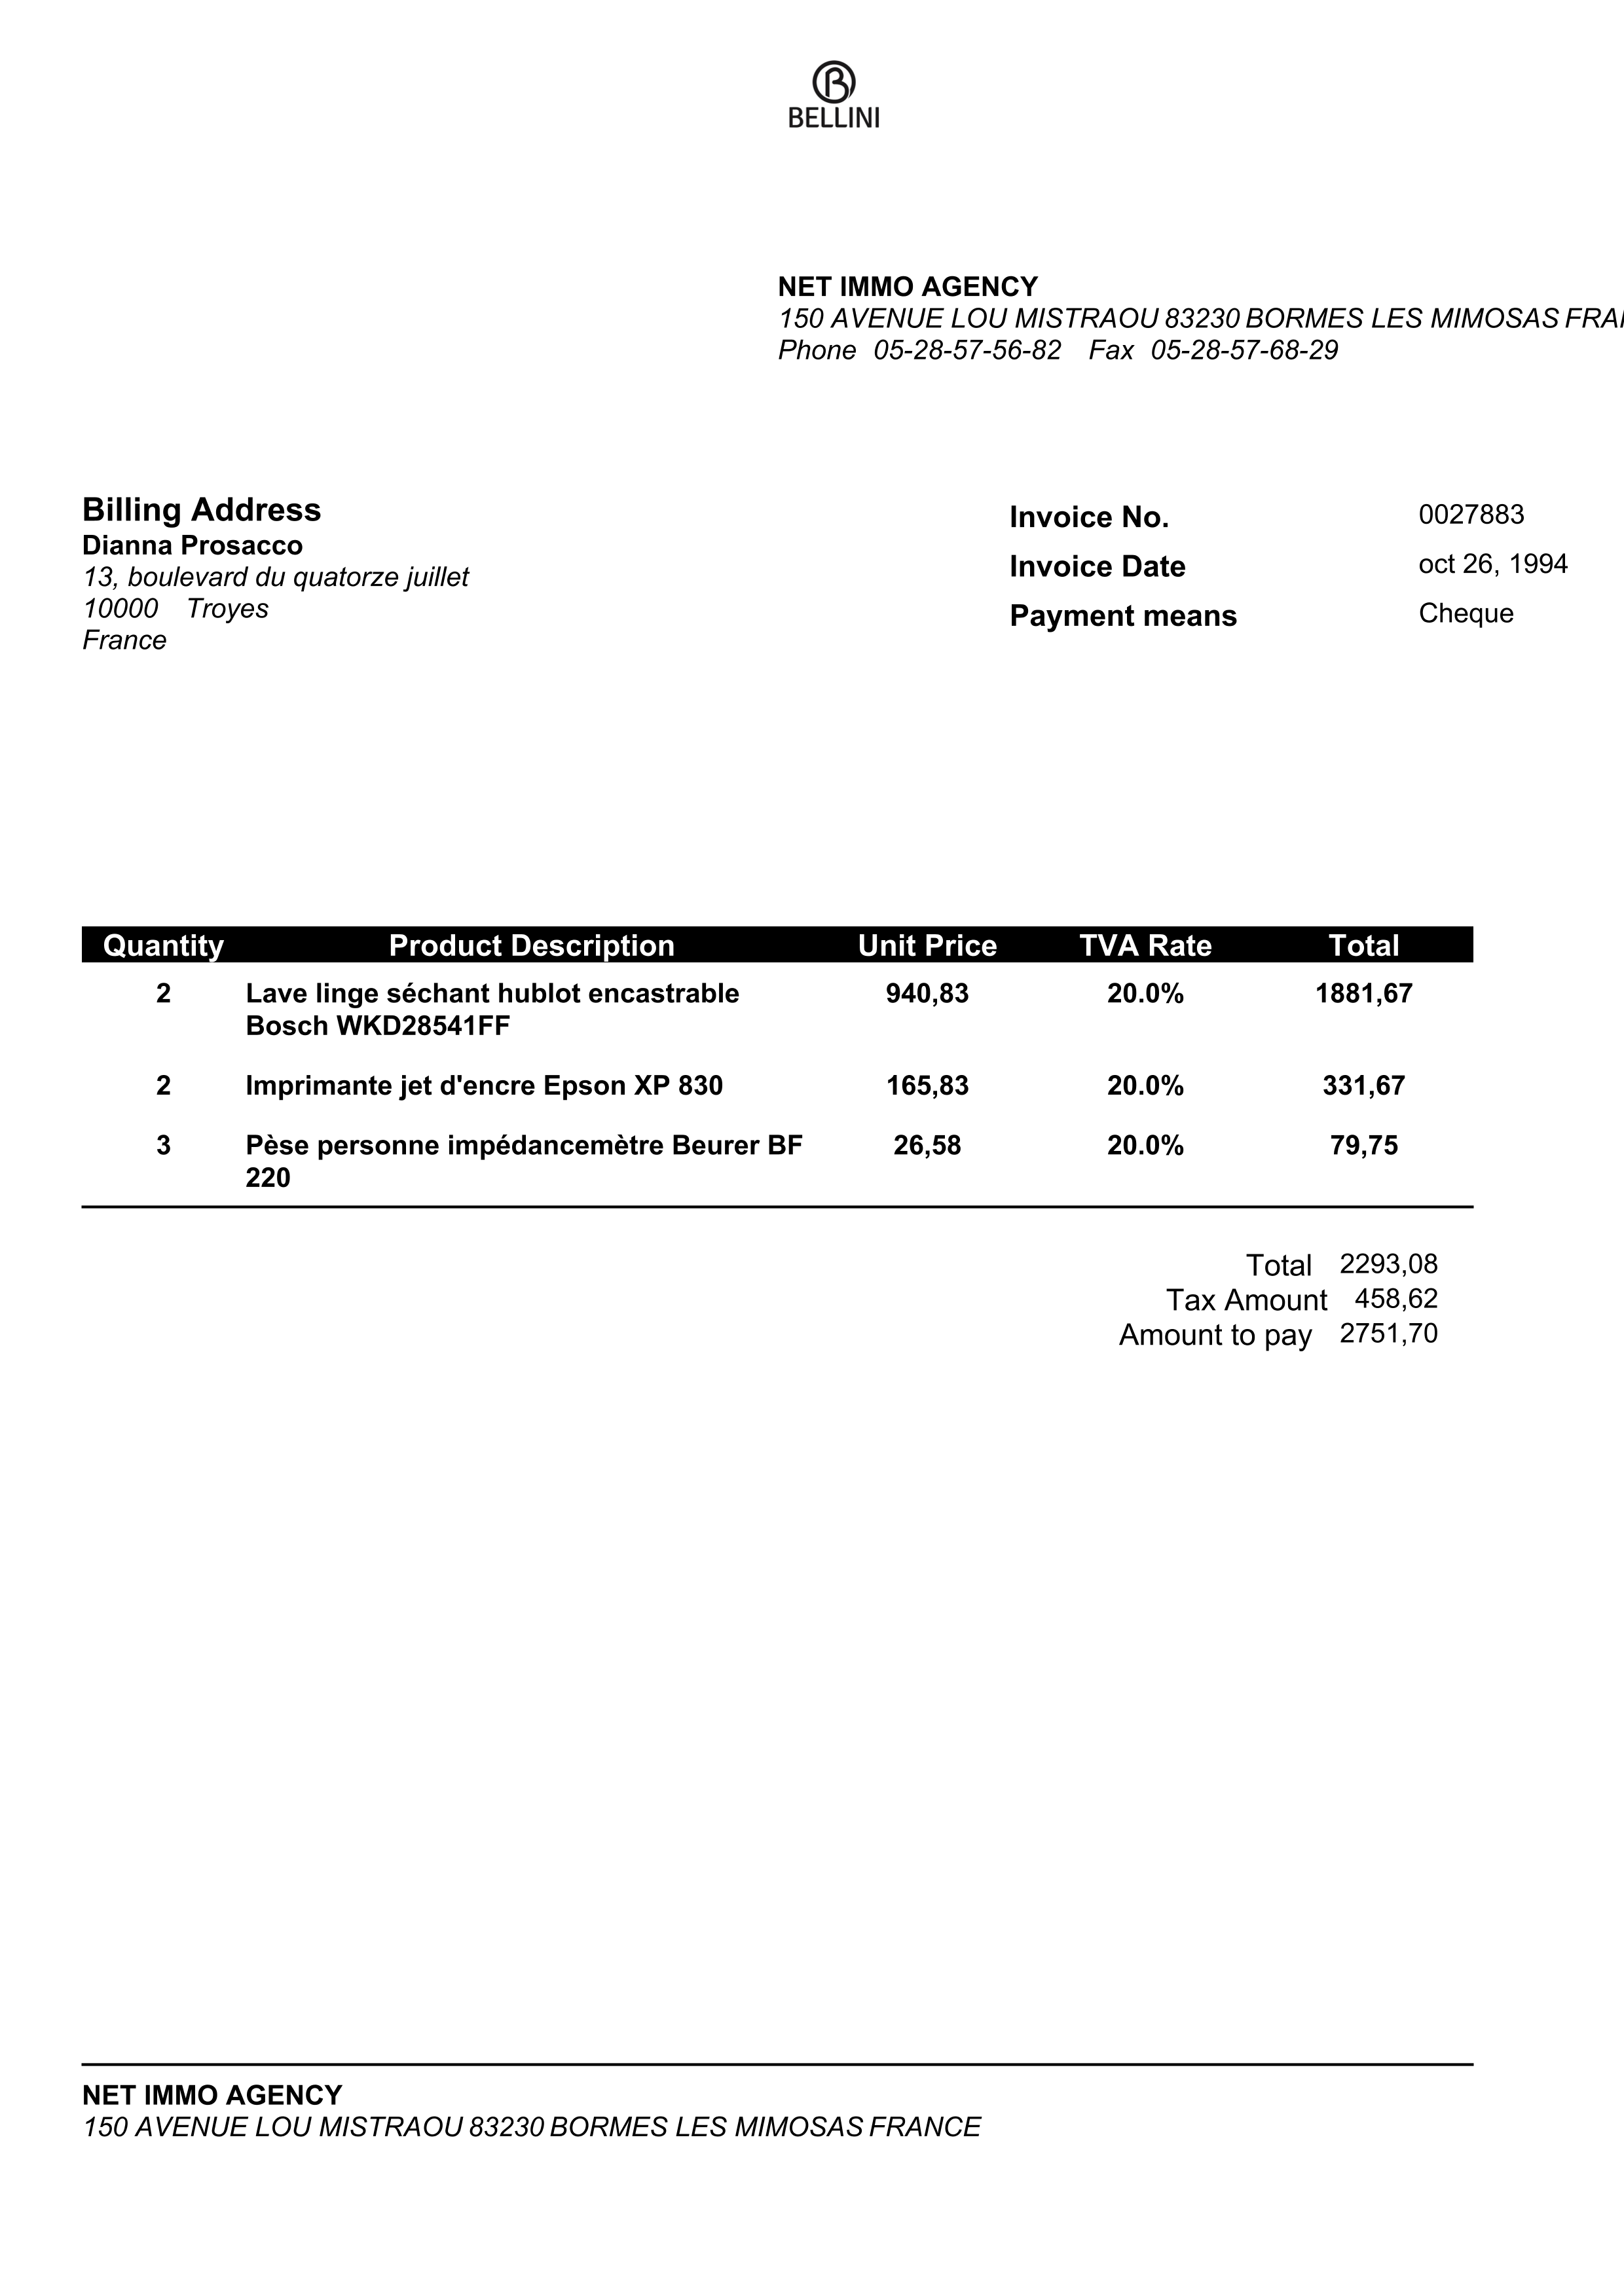 BELLINI
NET IMMO AGENCY
150 AVENUE LOU MISTRAOU 83230 BORMES LES MIMOSAS
Phone 05-28-57-56-82 Fax 05-28-57-68-29
Billing Address
Dianna Prosacco
13, boulevard du quatorze juillet
10000 Troyes
France
Invoice No. 0027883
Invoice Date oct 26, 1994
Payment means Cheque
Quantity Product Description Unit Price TVA Rate Total
2 Lave linge séchant hublot encastrable 940,83 20.0% 1881,67
Bosch WKD28541FF
2 Imprimante jet d'encre Epson XP 830 165,83 20.0% 331,67
3 Pèse personne impédancemètre Beurer BF 26,58 20.0% 79,75
220
Total 2293,08
Tax Amount 458,62
Amount to pay 2751,70
NET IMMO AGENCY
150 AVENUE LOU MISTRAOU 83230 BORMES LES MIMOSAS FRANCE